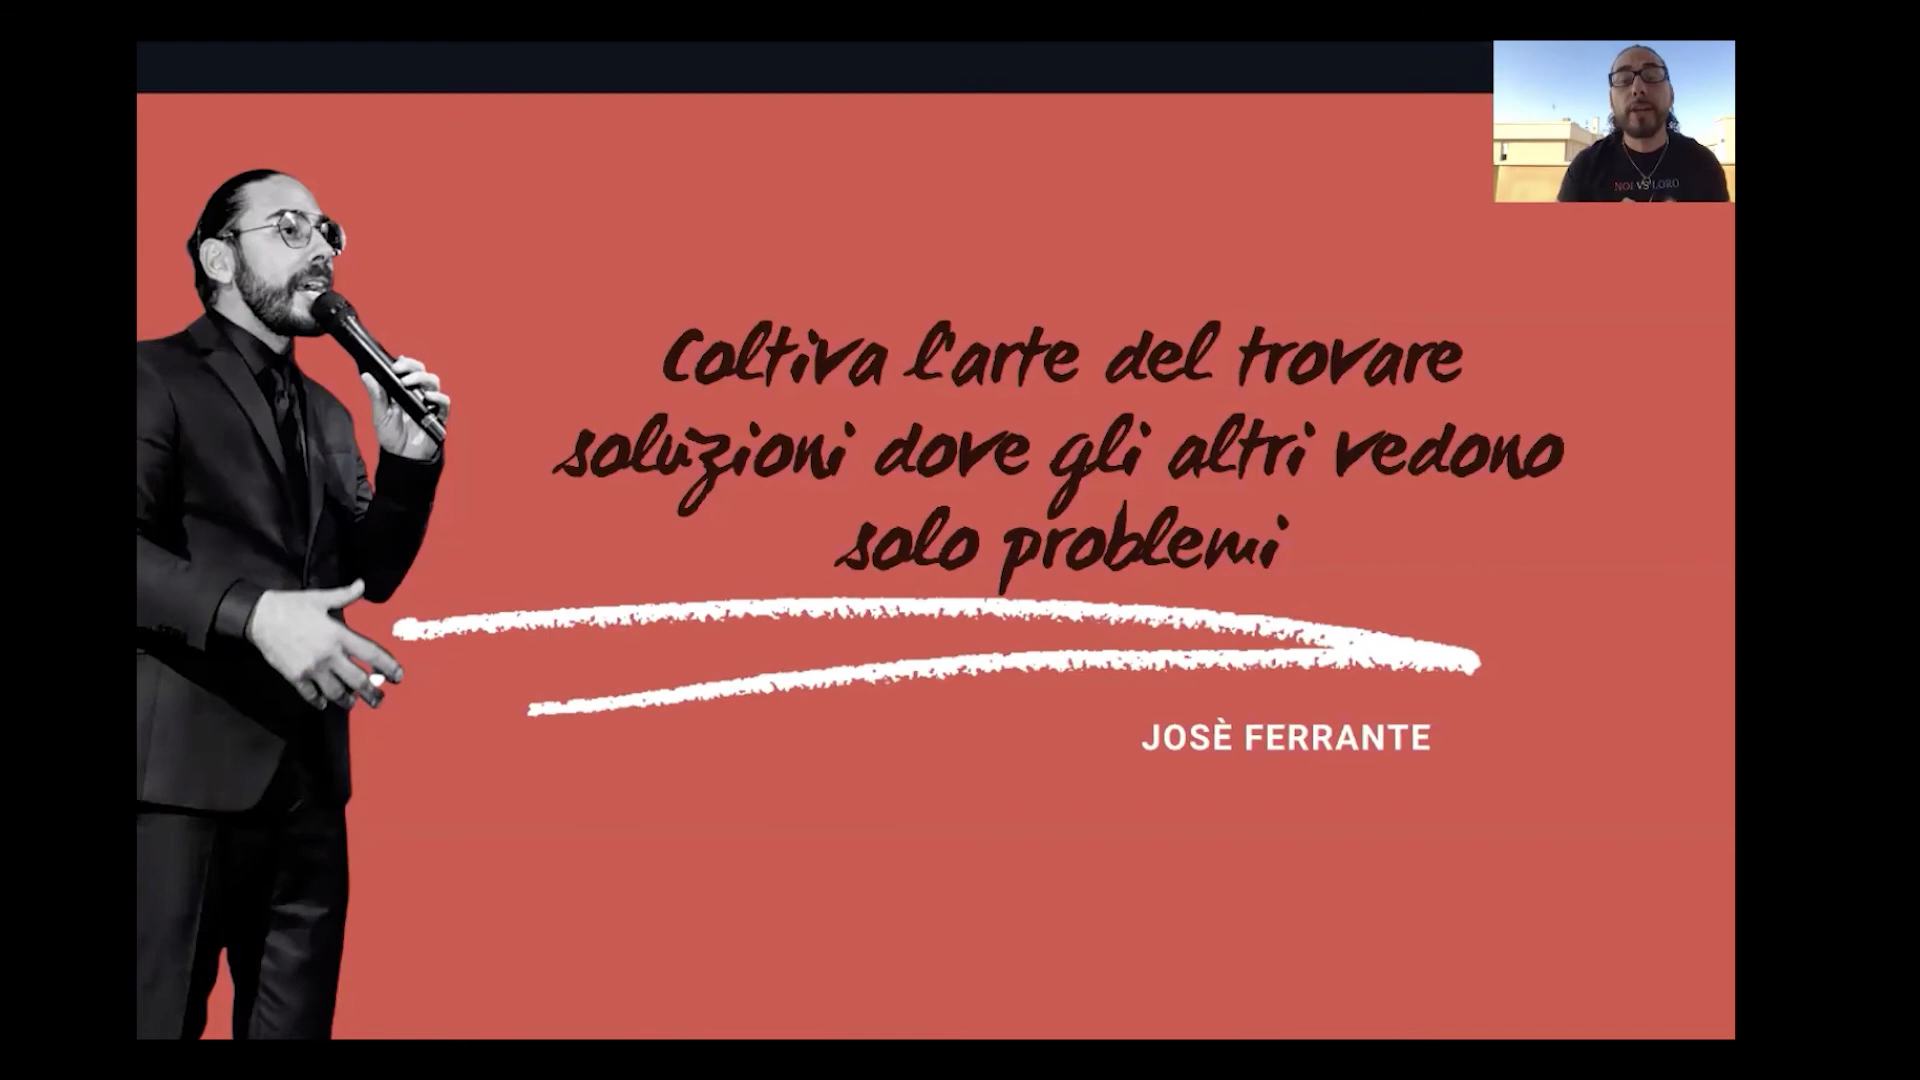 NOI VS LORO
Coltiva l'arte del trovare
soluzioni dove gli altri vedono
solo problemi
JOSÈ FERRANTE